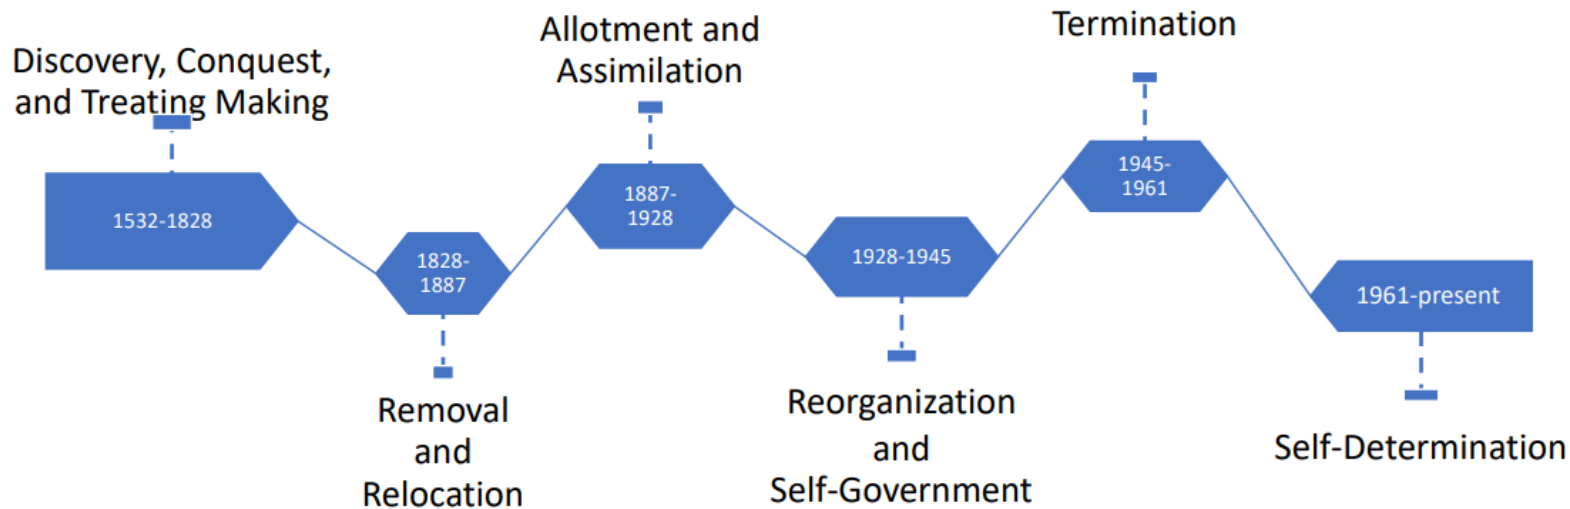 Discovery, Conquest,
and Treating Making
1532-1828
1828-
1887
Removal
and
Relocation
Allotment and
Assimilation
1887-
1928
1928-1945
Reorganization
and
Self-Government
Termination
1945-
1961
1961-present
Self-Determination